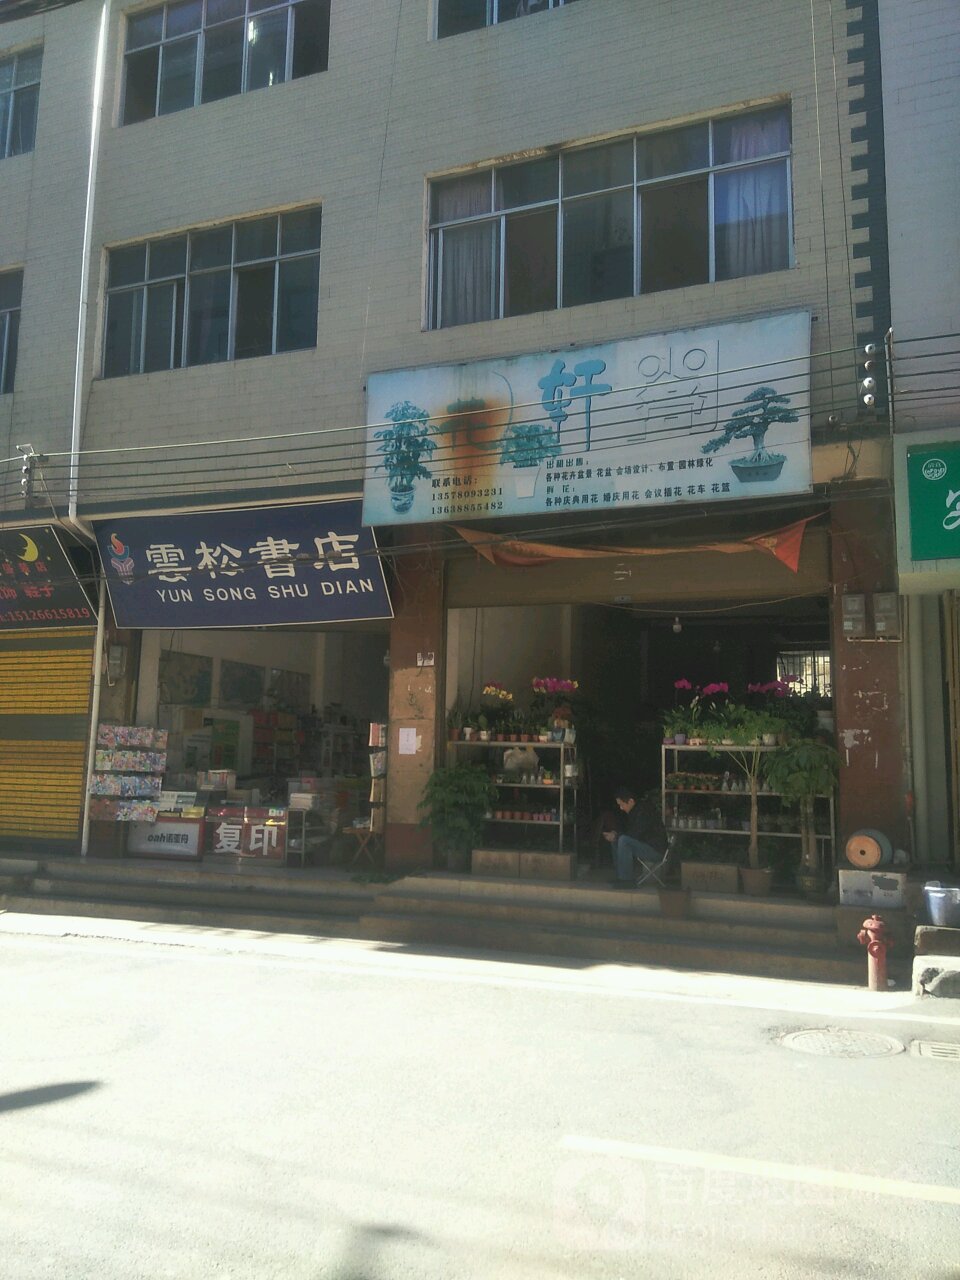 花轩阁
联系电话:
13578093231
13638855482
出租出售:
各种花卉盆景 花盆 会场设计、布置 园林绿化
鲜 花:
各种庆典用花 婚庆用花 会议插花 花车 花篮
雲松書店
YUN SONG SHU DIAN
鞋子
15126615819
复印